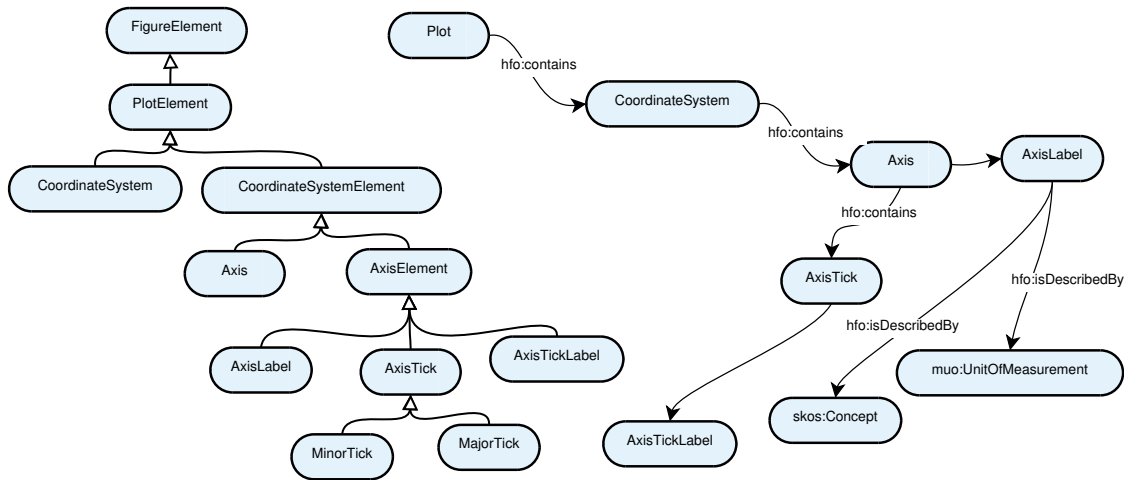 FigureElement
PlotElement
CoordinateSystem
CoordinateSystemElement
Axis
AxisElement
AxisLabel
AxisTick
AxisTickLabel
MinorTick
MajorTick
Plot
hfo:contains
CoordinateSystem
hfo:contains
Axis
AxisLabel
hfo:contains
AxisTick
hfo:isDescribedBy
hfo:isDescribedBy
muo:UnitOfMeasurement
skos:Concept
AxisTickLabel